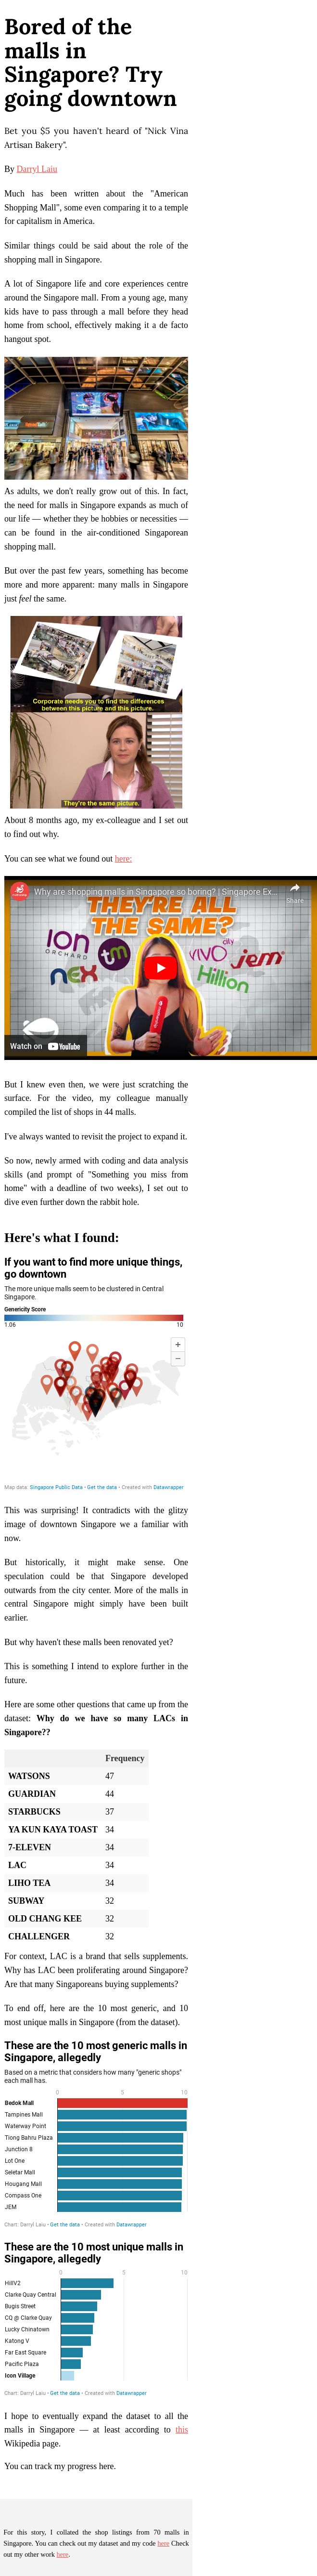 Bored of the
malls in
Singapore? Try
going downtown
Bet you $5 you haven't heard of "Nick Vina
Artisan Bakery".
By Darryl Laiu
Much has been written about the "American
Shopping Mall", some even comparing it to a temple
for capitalism in America.
Similar things could be said about the role of the
shopping mall in Singapore.
A lot of Singapore life and core experiences centre
around the Singapore mall. From a young age, many
kids have to pass through a mall before they head
home from school, effectively making it a de facto
hangout spot.
As adults, we don't really grow out of this. In fact,
the need for malls in Singapore expands as much of
our life — whether they be hobbies or necessities —
can be found in the air-conditioned Singaporean
shopping mall.
But over the past few years, something has become
more and more apparent: many malls in Singapore
just feel the same.
Corporate needs you to find the differences
between this picture and this picture.
They're the same picture.
About 8 months ago, my ex-colleague and I set out
to find out why.
You can see what we found out here:
Why are shopping malls in Singapore so boring? | Singapore Ex...
Share
THEY'RE ALL
THE SAME?
ION
ORCHARD
tm
nex
VIVO city
jem
Hillion
Watch on YouTube
But I knew even then, we were just scratching the
surface. For the video, my colleague manually
compiled the list of shops in 44 malls.
I've always wanted to revisit the project to expand it.
So now, newly armed with coding and data analysis
skills (and prompt of "Something you miss from
home" with a deadline of two weeks), I set out to
dive even further down the rabbit hole.
Here's what I found:
If you want to find more unique things,
go downtown
The more unique malls seem to be clustered in Central
Singapore.
Genericity Score
1.06 10
+
−
Map data: Singapore Public Data • Get the data • Created with Datawrapper
This was surprising! It contradicts with the glitzy
image of downtown Singapore we a familiar with
now.
But historically, it might make sense. One
speculation could be that Singapore developed
outwards from the city center. More of the malls in
central Singapore might simply have been built
earlier.
But why haven't these malls been renovated yet?
This is something I intend to explore further in the
future.
Here are some other questions that came up from the
dataset: Why do we have so many LACs in
Singapore??
Frequency
WATSONS 47
GUARDIAN 44
STARBUCKS 37
YA KUN KAYA TOAST 34
7-ELEVEN 34
LAC 34
LIHO TEA 34
SUBWAY 32
OLD CHANG KEE 32
CHALLENGER 32
For context, LAC is a brand that sells supplements.
Why has LAC been proliferating around Singapore?
Are that many Singaporeans buying supplements?
To end off, here are the 10 most generic, and 10
most unique malls in Singapore (from the dataset).
These are the 10 most generic malls in
Singapore, allegedly
Based on a metric that considers how many "generic shops"
each mall has.
0 5 10
Bedok Mall
Tampines Mall
Waterway Point
Tiong Bahru Plaza
Junction 8
Lot One
Seletar Mall
Hougang Mall
Compass One
JEM
Chart: Darryl Laiu • Get the data • Created with Datawrapper
These are the 10 most unique malls in
Singapore, allegedly
0 5 10
HillV2
Clarke Quay Central
Bugis Street
CQ @ Clarke Quay
Lucky Chinatown
Katong V
Far East Square
Pacific Plaza
Icon Village
Chart: Darryl Laiu • Get the data • Created with Datawrapper
I hope to eventually expand the dataset to all the
malls in Singapore — at least according to this
Wikipedia page.
You can track my progress here.
For this story, I collated the shop listings from 70 malls in
Singapore. You can check out my dataset and my code here Check
out my other work here.